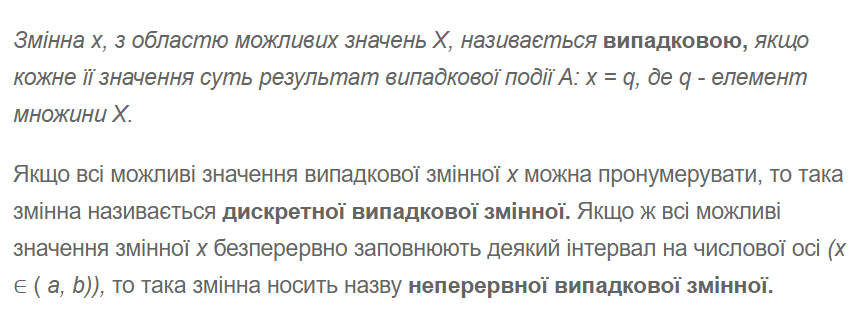 Змінна x, з областю можливих значень X, називається випадковою, якщо
кожне її значення суть результат випадкової події A: x = q, де q - елемент
множини X.
Якщо всі можливі значення випадкової змінної x можна пронумерувати, то така
змінна називається дискретної випадкової змінної. Якщо ж всі можливі
значення змінної x безперервно заповнюють деякий інтервал на числової осі (x
∈ ( a, b)), то така змінна носить назву неперервної випадкової змінної.